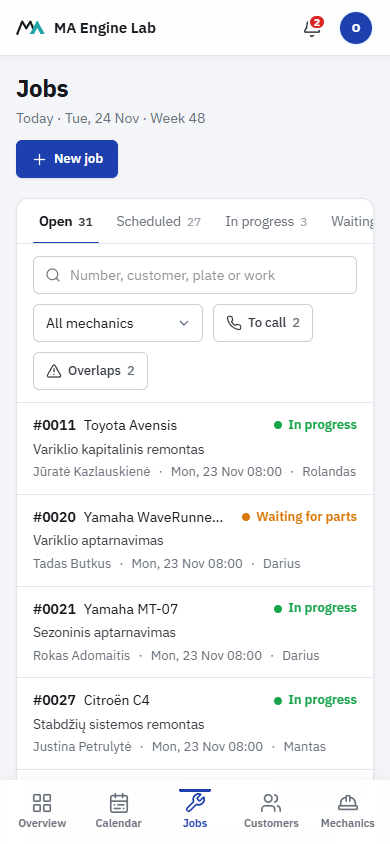 MA Engine Lab
2
O
Jobs
Today · Tue, 24 Nov · Week 48
New job
Open 31 Scheduled 27 In progress 3 Waiting
Number, customer, plate or work
All mechanics
To call 2
Overlaps 2
#0011 Toyota Avensis In progress
Variklio kapitalinis remontas
Jūratė Kazlauskienė · Mon, 23 Nov 08:00 · Rolandas
#0020 Yamaha WaveRunne... Waiting for parts
Variklio aptarnavimas
Tadas Butkus · Mon, 23 Nov 08:00 · Darius
#0021 Yamaha MT-07 In progress
Sezoninis aptarnavimas
Rokas Adomaitis · Mon, 23 Nov 08:00 · Darius
#0027 Citroën C4 In progress
Stabdžių sistemos remontas
Justina Petrulytė · Mon, 23 Nov 08:00 · Mantas
Overview Calendar Jobs Customers Mechanics